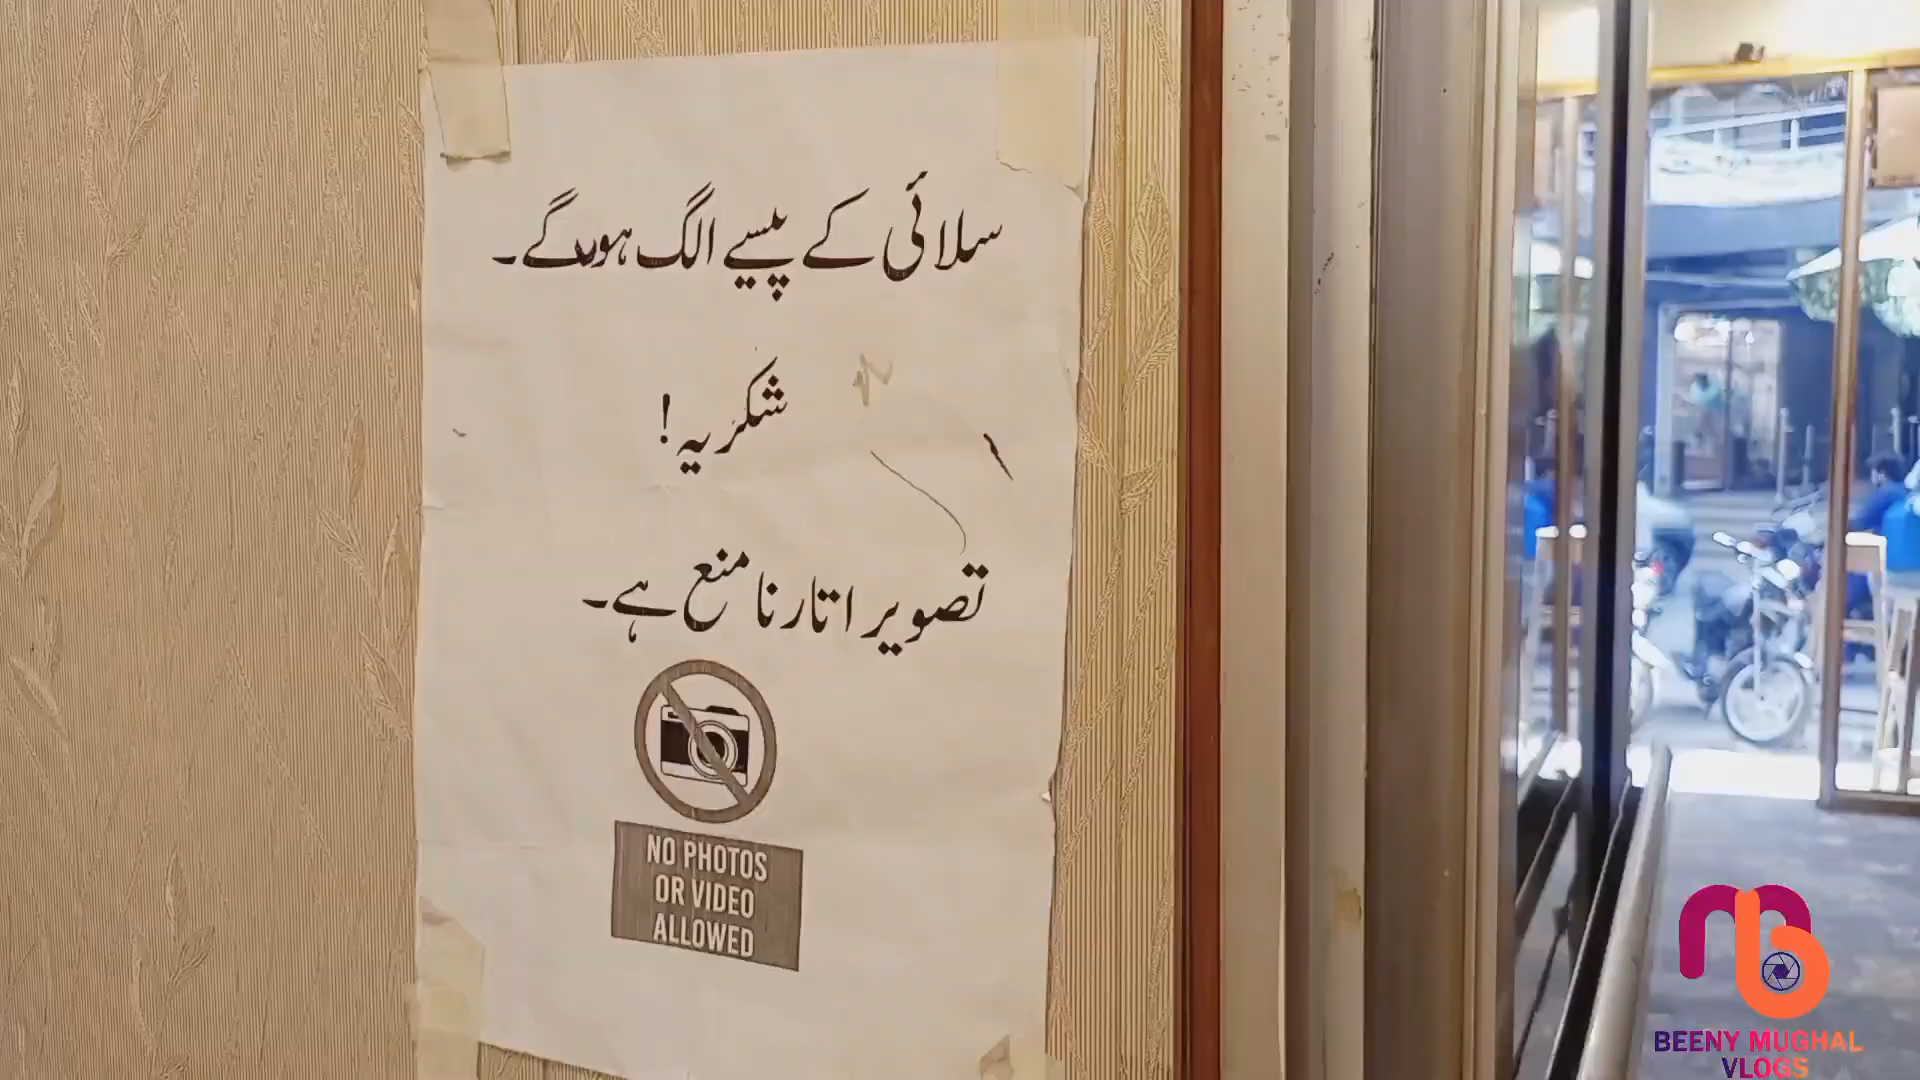 سلائی کے پیسے الگ ہوں گے۔
شکریہ !
تصویر اتارنا منع ہے۔
NO PHOTOS
OR VIDEO
ALLOWED
BEENY MUGHAL
VLOGS